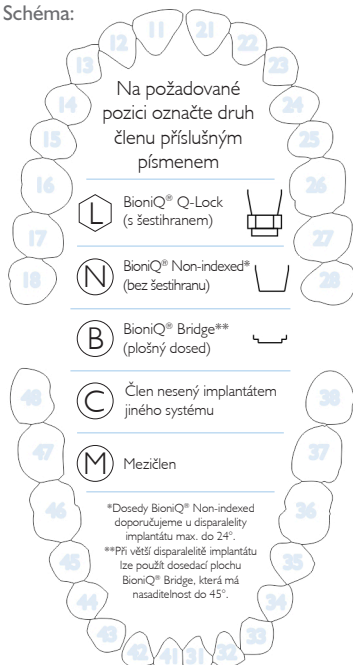 Schéma:
11 21
12 22
13 23
14 24
15 25
16 26
17 27
18 28
Na požadované
pozici označte druh
členu příslušným
písmenem
L BioniQ® Q-Lock
(s šestihranem)
N BioniQ® Non-indexed*
(bez šestihranu)
B BioniQ® Bridge**
(plošný dosed)
C Člen nesený implantátem
jiného systému
M Mezičlen
*Dosedy BioniQ® Non-indexed
doporučujeme u disparalelity
implantátu max. do 24°.
**Při větší disparalelitě implantátu
lze použít dosedací plochu
BioniQ® Bridge, která má
nasaditelnost do 45°.
48 38
47 37
46 36
45 35
44 34
43 33
42 41 31 32